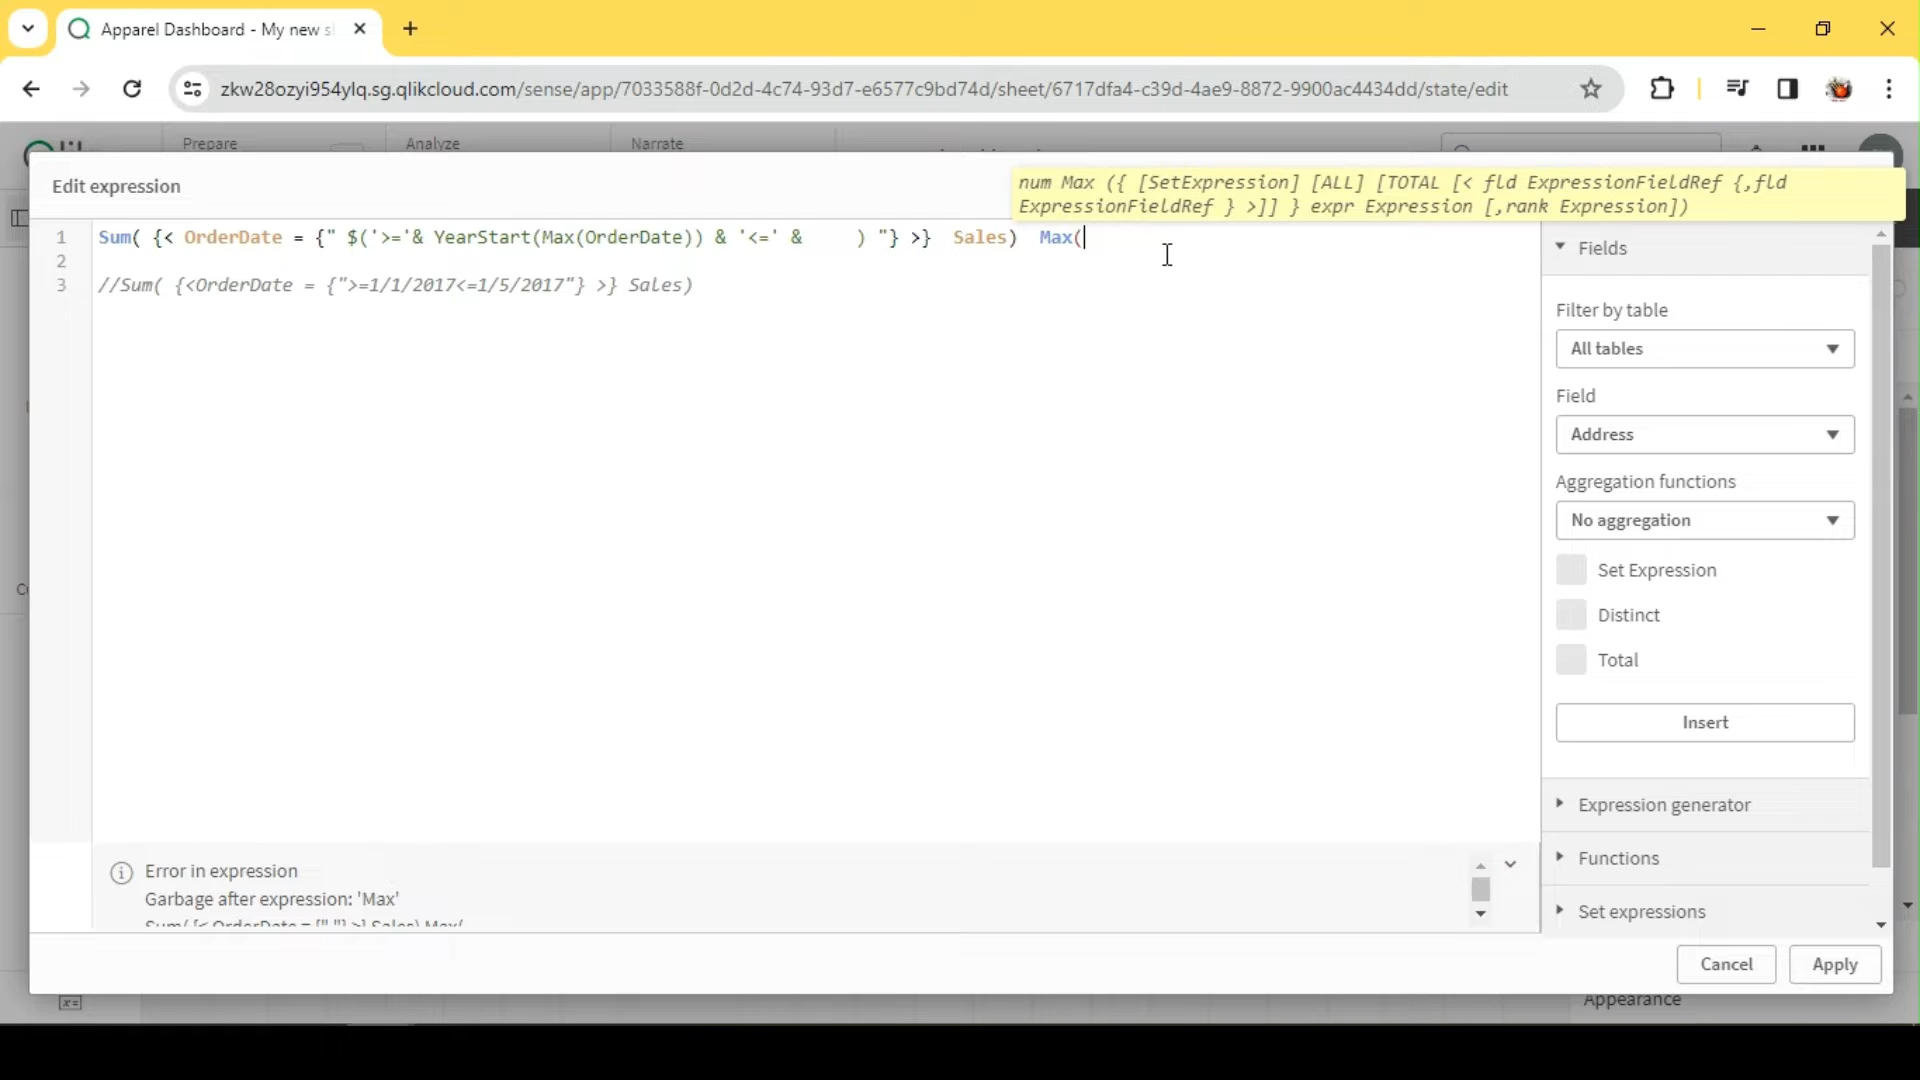 Apparel Dashboard - My new s
zkw28ozyi954ylq.sg.qlikcloud.com/sense/app/7033588f-0d2d-4c74-93d7-e6577c9bd74d/sheet/6717dfa4-c39d-4ae9-8872-9900ac4434dd/state/edit
Prepare Analyze Narrate
Edit expression
num Max ({ [SetExpression] [ALL] [TOTAL [< fld ExpressionFieldRef {,fld
ExpressionFieldRef } >]] } expr Expression [,rank Expression])
1 Sum( {< OrderDate = {" $('>='& YearStart(Max(OrderDate)) & '<=' & ) "} >} Sales) Max(
2
3 //Sum( {<OrderDate = {">=1/1/2017<=1/5/2017"} >} Sales)
Fields
Filter by table
All tables
Field
Address
Aggregation functions
No aggregation
Set Expression
Distinct
Total
Insert
Expression generator
Functions
Set expressions
Error in expression
Garbage after expression: 'Max'
Sum( {< OrderDate = {" "} >} Sales) Max(
Cancel Apply
Appearance